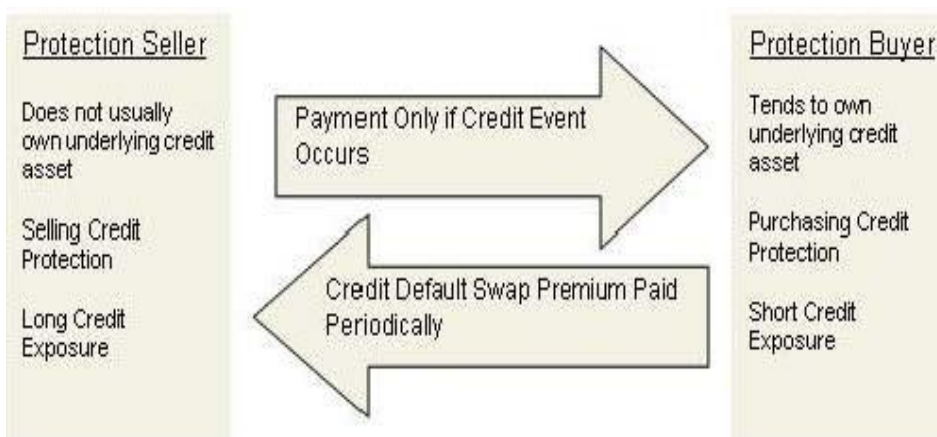 Protection Seller
Does not usually
own underlying credit
asset
Selling Credit
Protection
Long Credit
Exposure
Payment Only if Credit Event
Occurs
Credit Default Swap Premium Paid
Periodically
Protection Buyer
Tends to own
underlying credit
asset
Purchasing Credit
Protection
Short Credit
Exposure